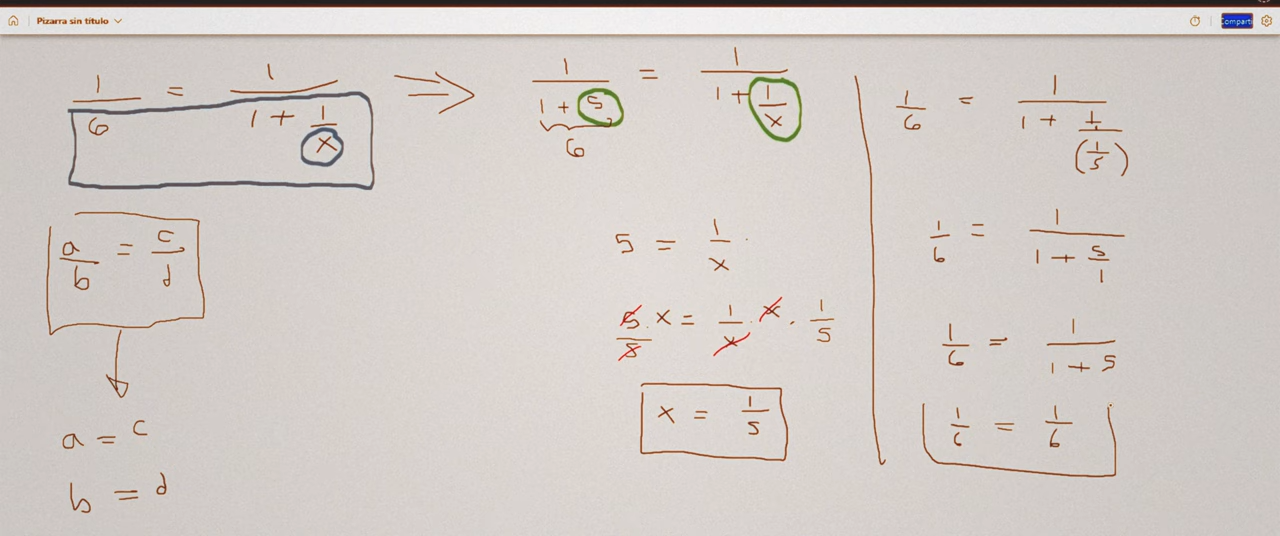 Pizarra sin título
Comparti
1/6 = 1/(1 + 1/x) ⇒ 1/(1 + 5) = 1/(1 + 1/x)
6
a/b = c/d
a = c
b = d
5 = 1/x
5/5 · x = 1/x · x · 1/5
x = 1/5
1/6 = 1/(1 + 1/(1/5))
1/6 = 1/(1 + 5/1)
1/6 = 1/(1 + 5)
1/6 = 1/6